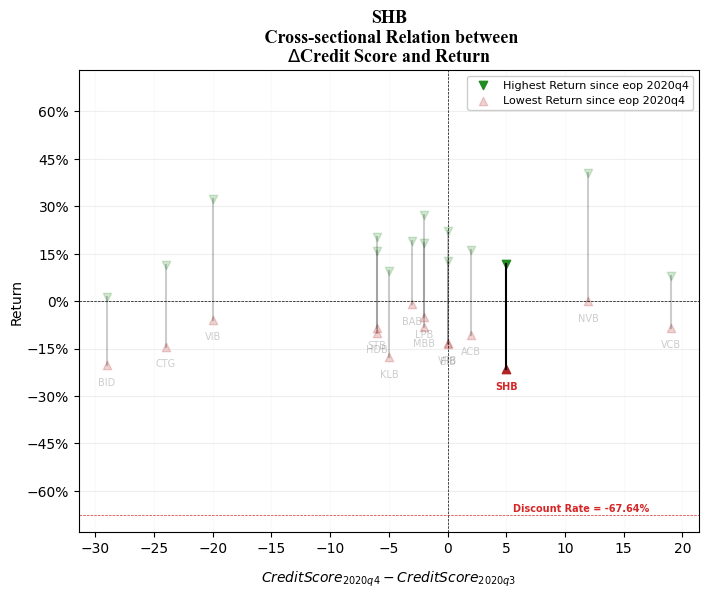 SHB
Cross-sectional Relation between
ΔCredit Score and Return
Highest Return since eop 2020q4
Lowest Return since eop 2020q4
60%
45%
30%
15%
0%
−15%
−30%
−45%
−60%
Return
BAB
NVB
LPB
VIB
STB
MBB
HDB
ACB
VCB
CTG
KLB
BID
SHB
Discount Rate = -67.64%
−30 −25 −20 −15 −10 −5 0 5 10 15 20
CreditScore2020q4 − CreditScore2020q3